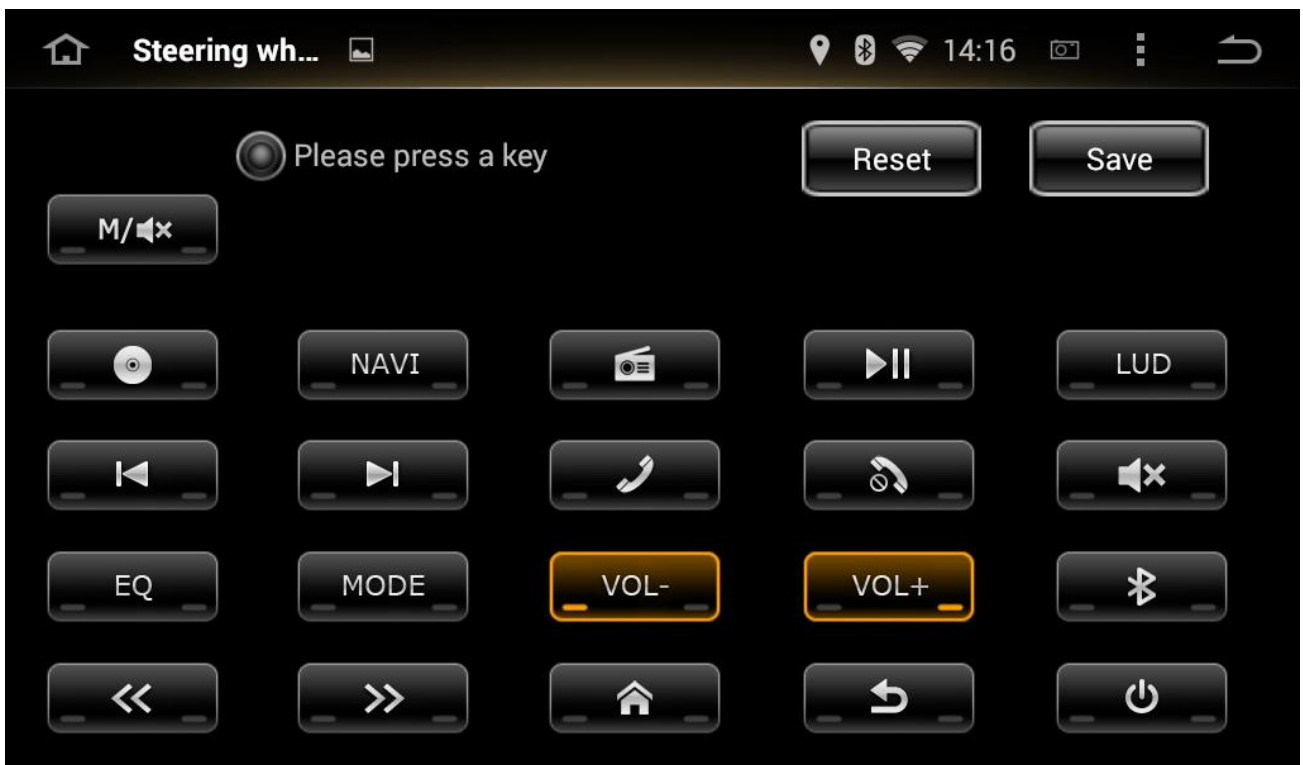 Steering wh...
14:16
Please press a key
Reset
Save
M/
NAVI
LUD
EQ
MODE
VOL-
VOL+